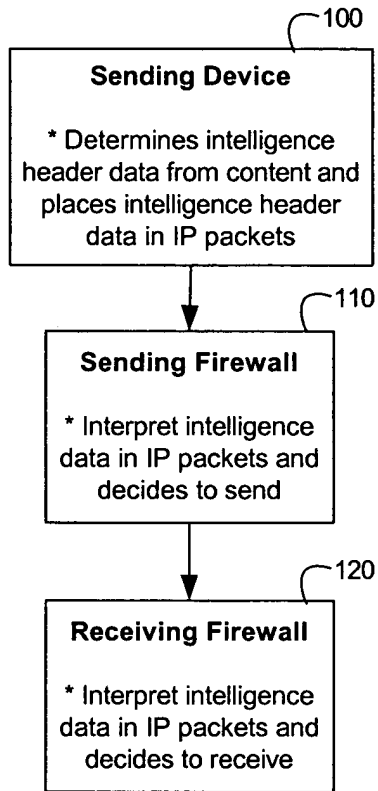 100
Sending Device
* Determines intelligence
header data from content and
places intelligence header
data in IP packets
110
Sending Firewall
* Interpret intelligence
data in IP packets and
decides to send
120
Receiving Firewall
* Interpret intelligence
data in IP packets and
decides to receive